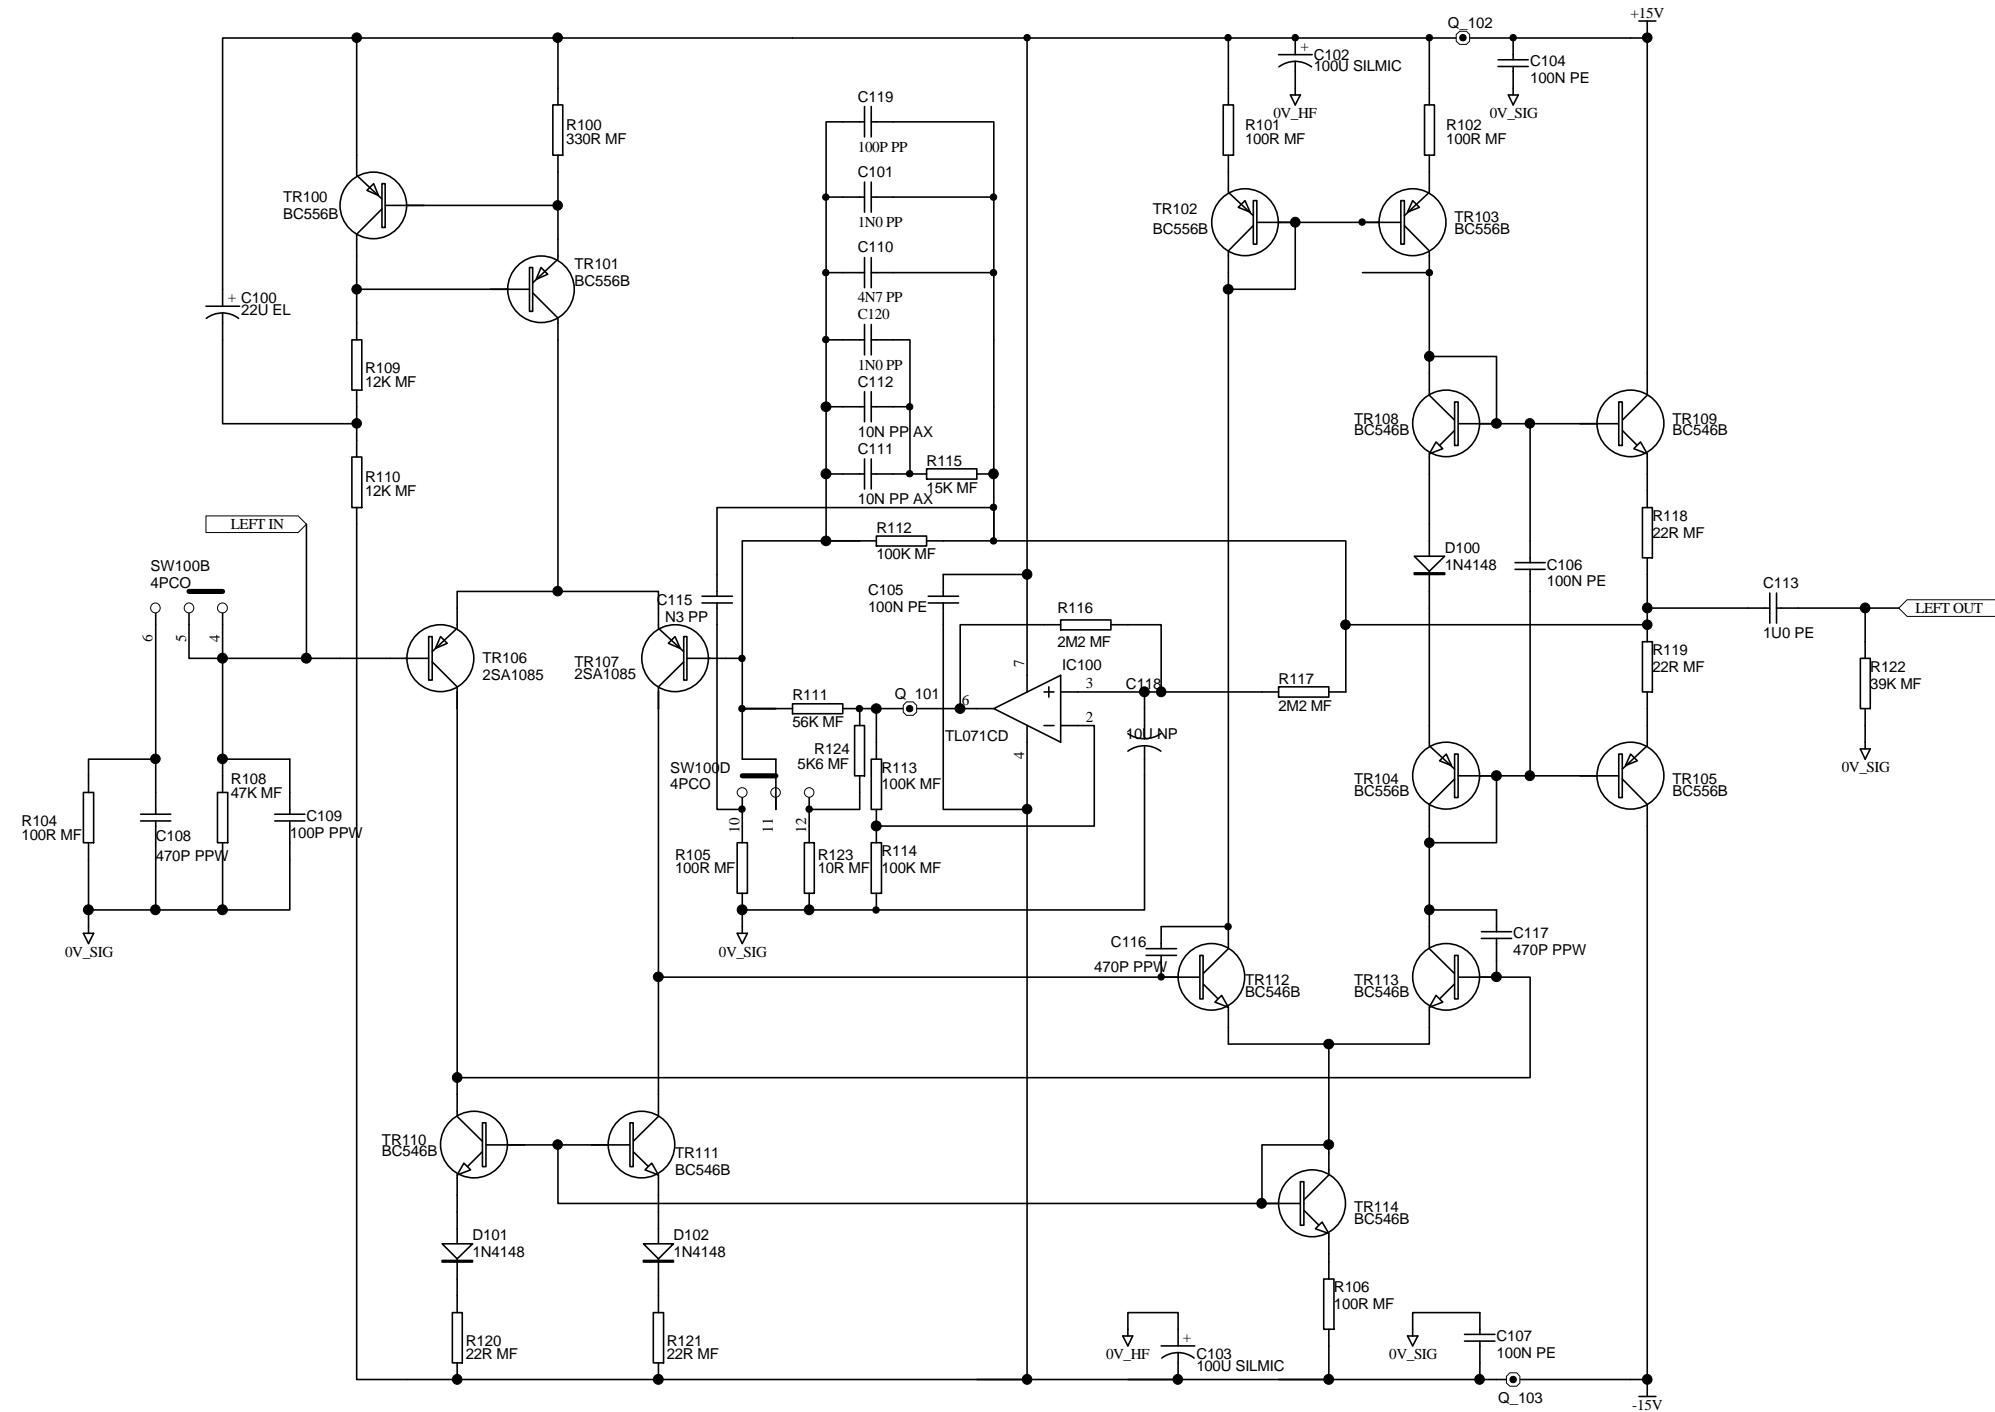 +15V
Q_102
C102
100U SILMIC
0V_HF
C104
100N PE
0V_SIG
C119
100P PP
R100
330R MF
R101
100R MF
R102
100R MF
C101
1N0 PP
TR100
BC556B
TR102
BC556B
TR103
BC556B
C110
4N7 PP
TR101
BC556B
+ C100
22U EL
C120
1N0 PP
R109
12K MF
C112
10N PP AX
TR108
BC546B
TR109
BC546B
C111
10N PP AX
R115
15K MF
R110
12K MF
LEFT IN
R112
100K MF
R118
22R MF
SW100B
4PCO
6
5
4
D100
1N4148
C106
100N PE
C105
100N PE
C115
N3 PP
C113
1U0 PE
LEFT OUT
R116
2M2 MF
TR106
2SA1085
TR107
2SA1085
7
IC100
3
2
6
4
TL071CD
C118
10U NP
R117
2M2 MF
R119
22R MF
R122
39K MF
0V_SIG
R111
56K MF
Q_101
R124
5K6 MF
SW100D
4PCO
10
11
12
R113
100K MF
TR104
BC556B
TR105
BC556B
R104
100R MF
C108
470P PPW
R108
47K MF
C109
100P PPW
R105
100R MF
R123
10R MF
R114
100K MF
0V_SIG
0V_SIG
C116
470P PPW
TR112
BC546B
TR113
BC546B
C117
470P PPW
TR110
BC546B
TR111
BC546B
TR114
BC546B
D101
1N4148
D102
1N4148
R106
100R MF
R120
22R MF
R121
22R MF
0V_HF
+
C103
100U SILMIC
0V_SIG
C107
100N PE
Q_103
-15V